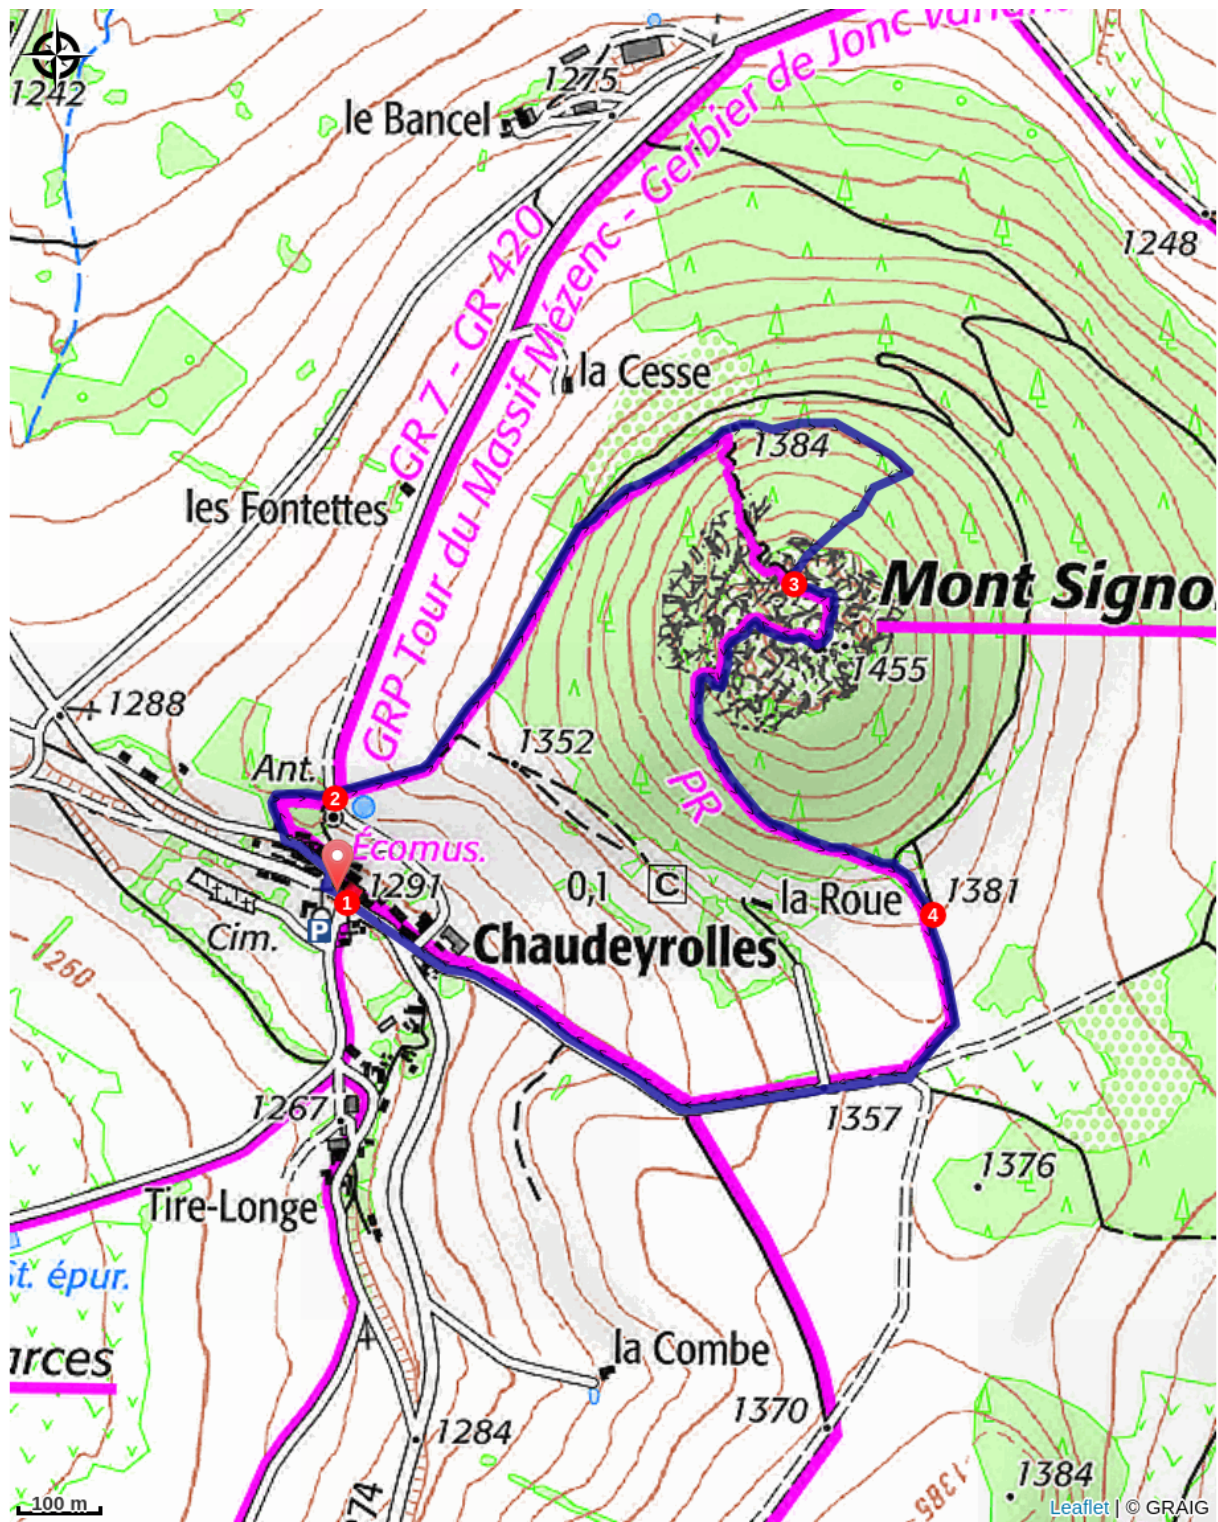 1242
1275
le Bancel
GR 7 - GR 420
GRP Tour du Massif Mézenc - Gerbier de Jonc variant
1248
la Cesse
1384
les Fontettes
Mont Signo
1455
1288
1352
Ant.
2
3
PR
Écomus.
1291
1
P
0,1
C
la Roue
1381
4
Cim.
Chaudeyrolles
1260
1267
1357
1376
Tire-Longe
St. épur.
arces
la Combe
1370
1284
1384
1385
274
100 m
Leaflet | © GRAIG